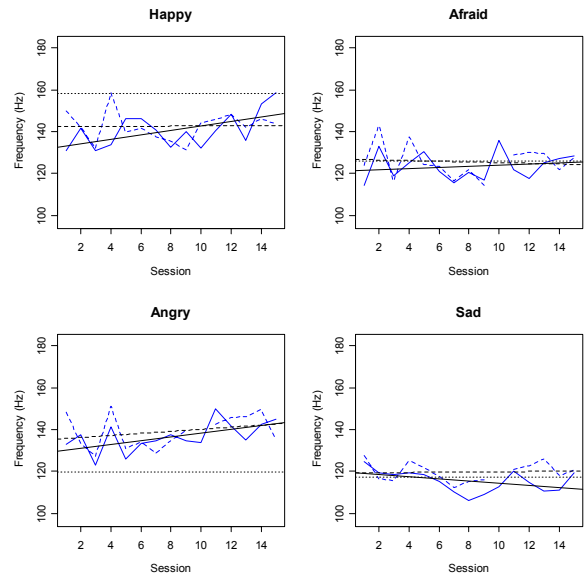 Happy
Frequency (Hz)
100 120 140 160 180
2 4 6 8 10 12 14
Session
Afraid
Frequency (Hz)
100 120 140 160 180
2 4 6 8 10 12 14
Session
Angry
Frequency (Hz)
100 120 140 160 180
2 4 6 8 10 12 14
Session
Sad
Frequency (Hz)
100 120 140 160 180
2 4 6 8 10 12 14
Session